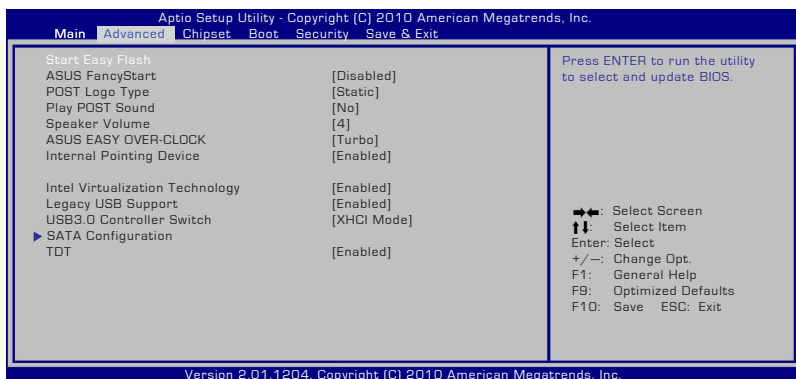 Aptio Setup Utility - Copyright (C) 2010 American Megatrends, Inc.
Main Advanced Chipset Boot Security Save & Exit
Start Easy Flash
ASUS FancyStart [Disabled]
POST Logo Type [Static]
Play POST Sound [No]
Speaker Volume [4]
ASUS EASY OVER-CLOCK [Turbo]
Internal Pointing Device [Enabled]
Intel Virtualization Technology [Enabled]
Legacy USB Support [Enabled]
USB3.0 Controller Switch [XHCI Mode]
SATA Configuration
TDT [Enabled]
Press ENTER to run the utility
to select and update BIOS.
→←: Select Screen
↑↓: Select Item
Enter: Select
+/—: Change Opt.
F1: General Help
F9: Optimized Defaults
F10: Save ESC: Exit
Version 2.01.1204. Copyright (C) 2010 American Megatrends, Inc.